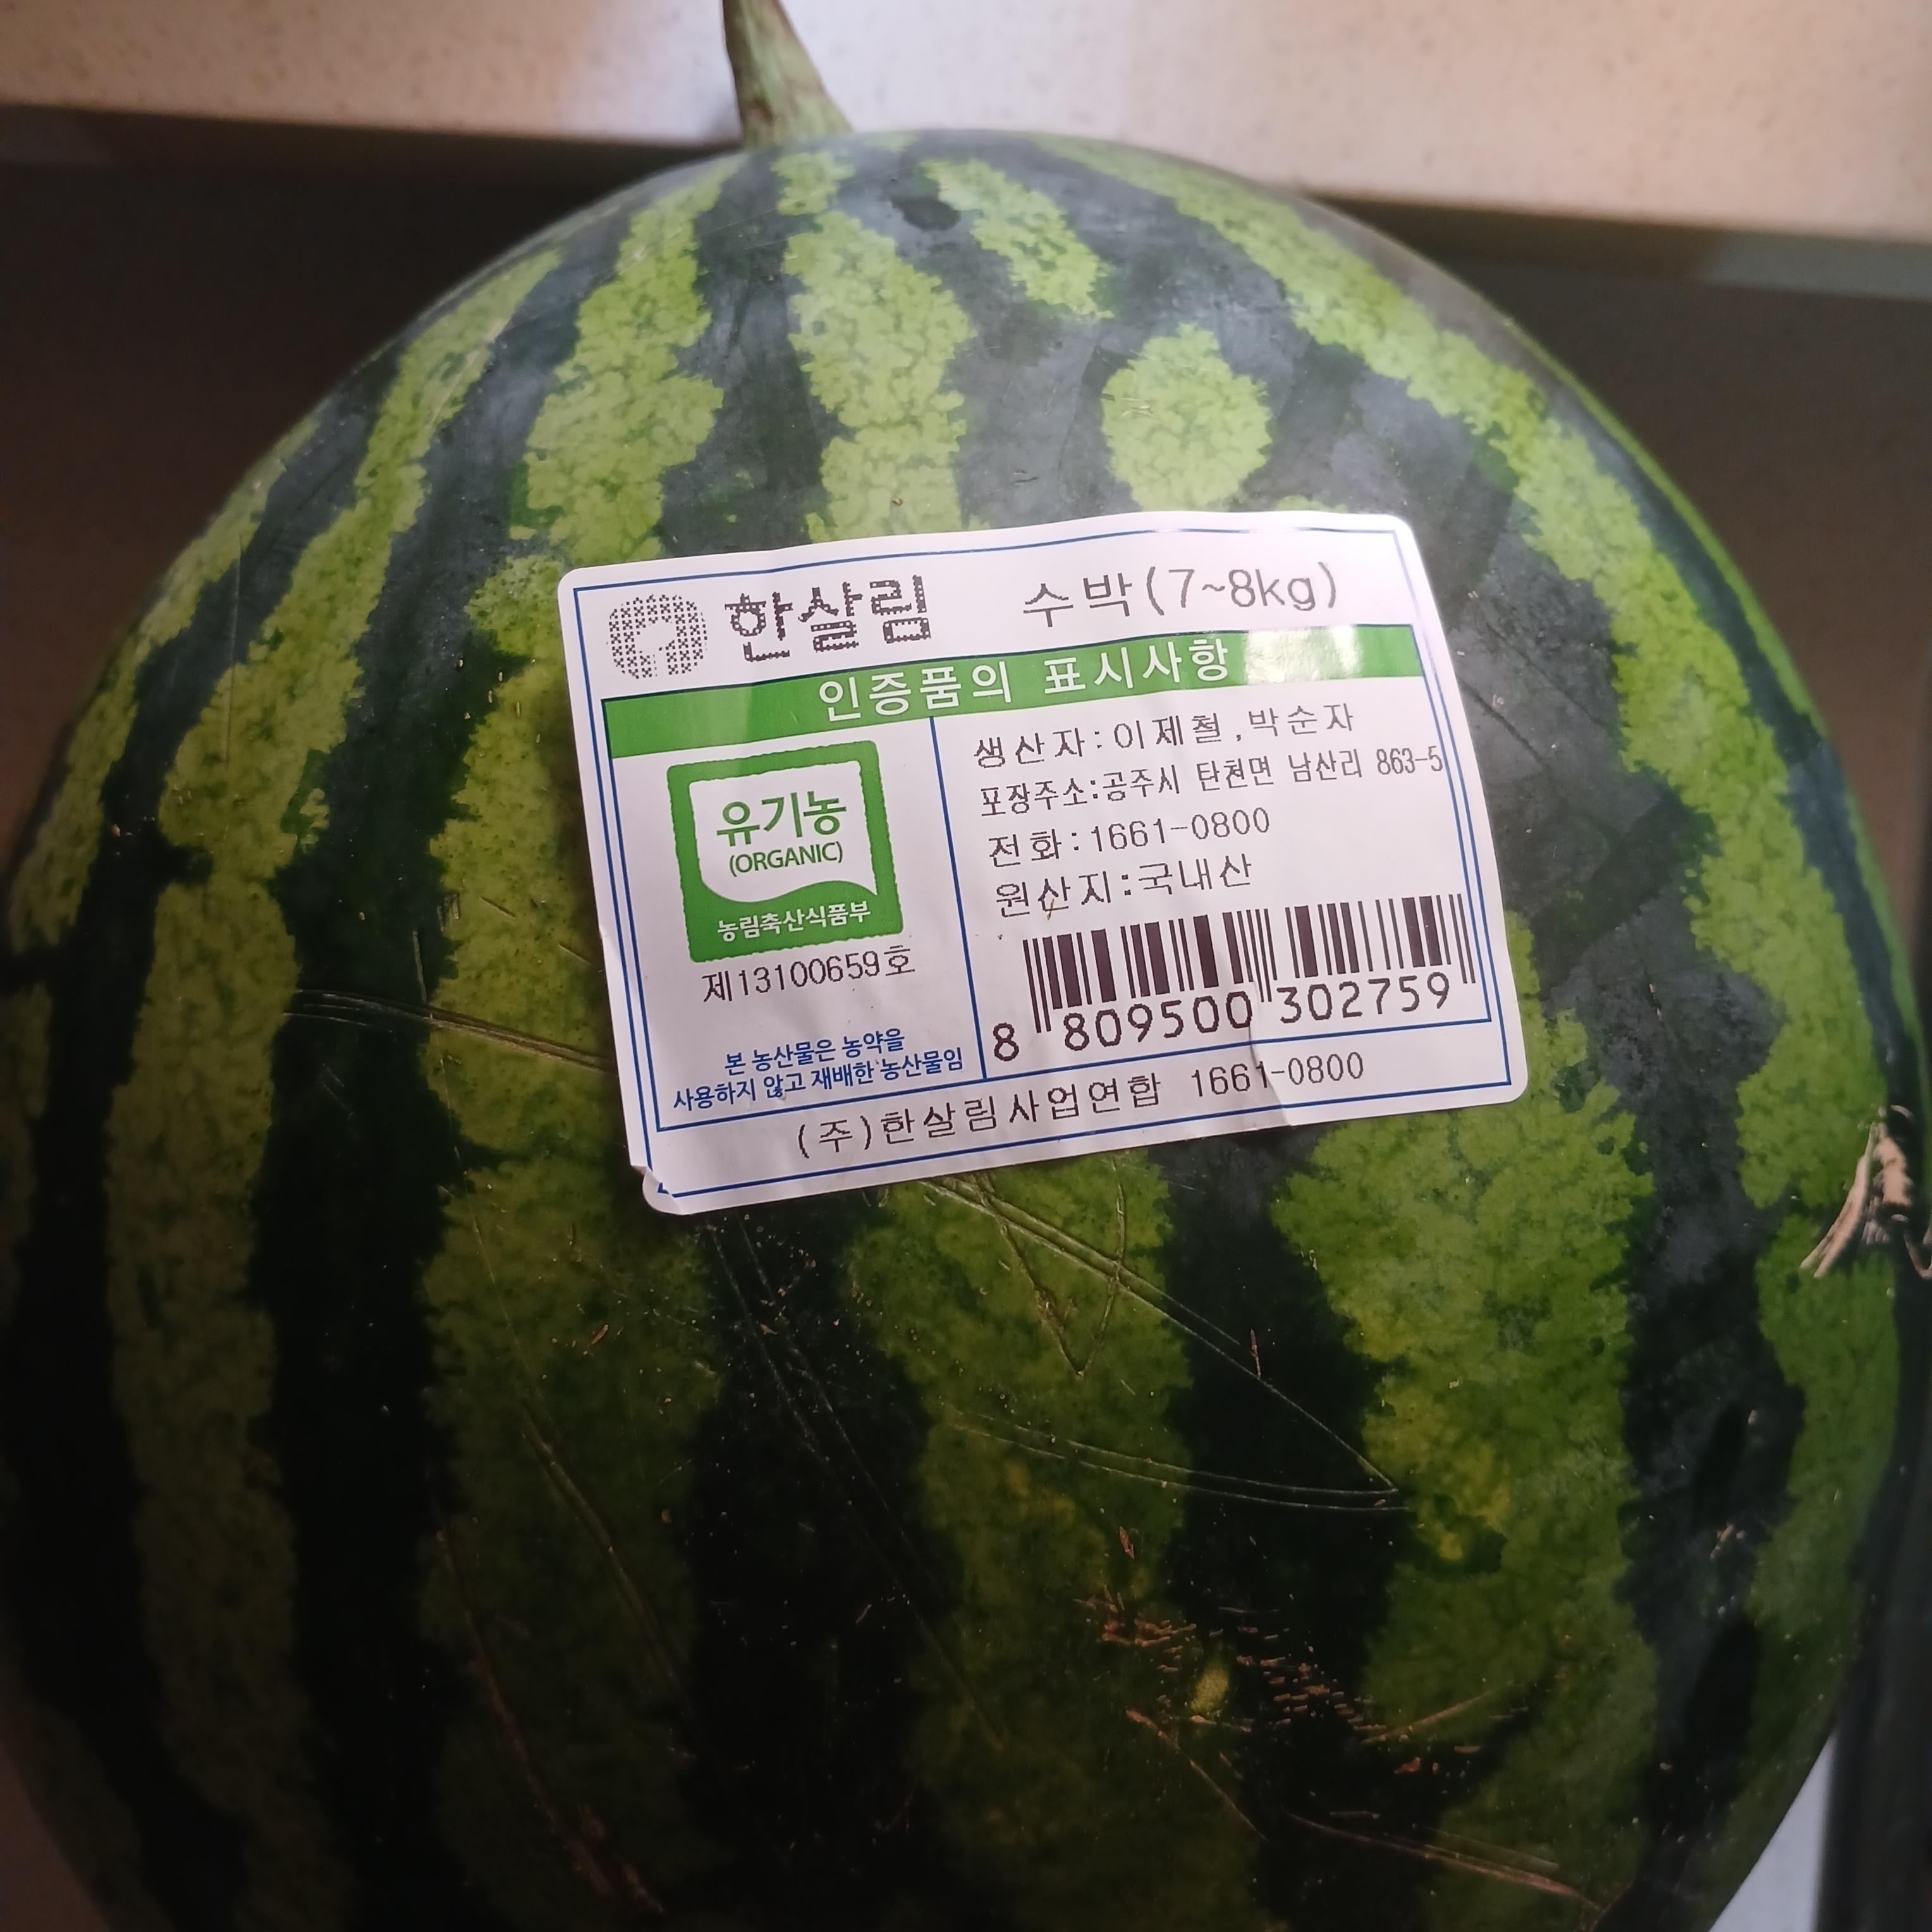 한살림 수박(7~8kg)
인증품의 표시사항
유기농
(ORGANIC)
농림축산식품부
제13100659호
본 농산물은 농약을
사용하지 않고 재배한 농산물임
생산자:이제철,박순자
포장주소:공주시 탄천면 남산리 863-5
전화:1661-0800
원산지:국내산
8 809500 302759
(주)한살림사업연합 1661-0800